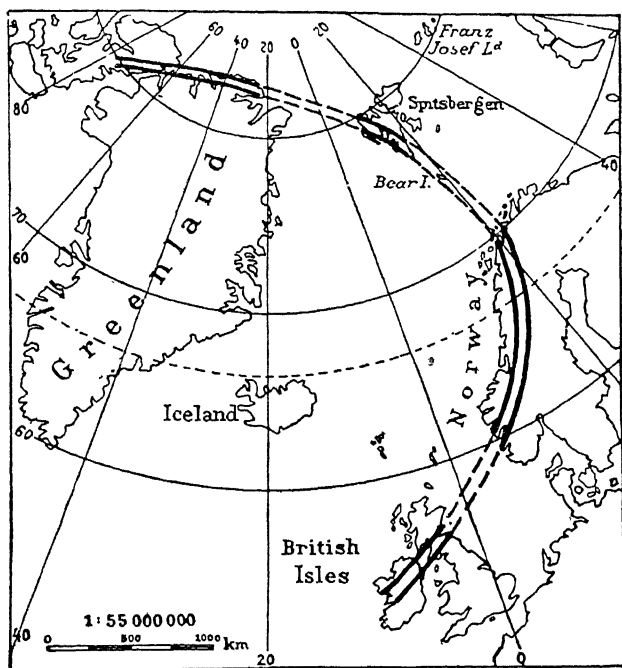 60
40
20
0
20
Franz
Josef L.d
80
Spitsbergen
Bear I.
40
70
60
Greenland
Norway
Iceland
60
British
Isles
1:55 000 000
0 500 1000 km
40
20
0